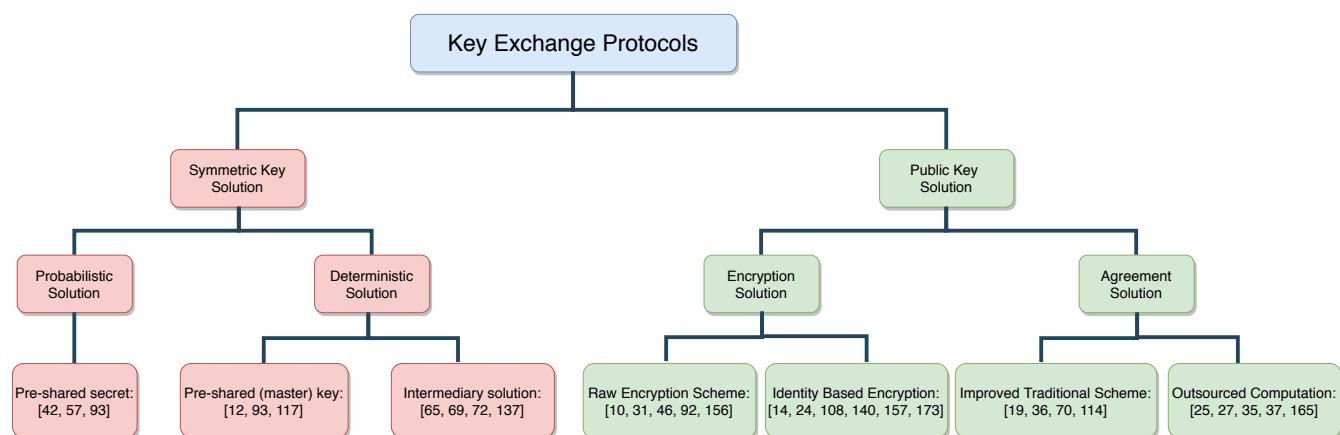 Key Exchange Protocols
Symmetric Key
Solution
Public Key
Solution
Probabilistic
Solution
Deterministic
Solution
Encryption
Solution
Agreement
Solution
Pre-shared secret:
[42, 57, 93]
Pre-shared (master) key:
[12, 93, 117]
Intermediary solution:
[65, 69, 72, 137]
Raw Encryption Scheme:
[10, 31, 46, 92, 156]
Identity Based Encryption:
[14, 24, 108, 140, 157, 173]
Improved Traditional Scheme:
[19, 36, 70, 114]
Outsourced Computation:
[25, 27, 35, 37, 165]